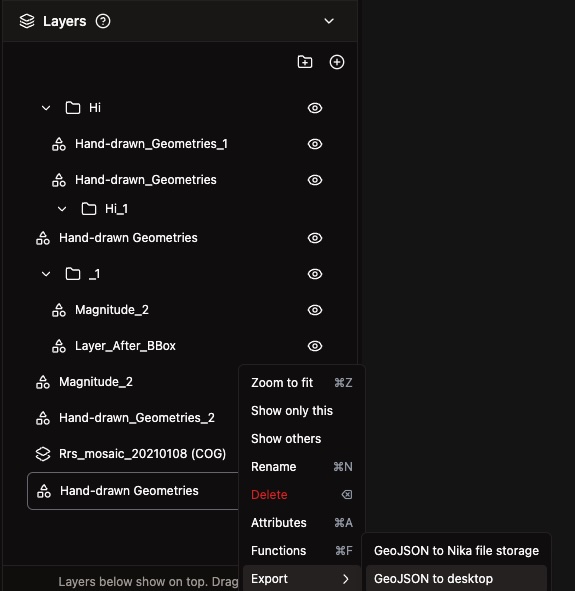 Layers
Hi
Hand-drawn_Geometries_1
Hand-drawn_Geometries
Hi_1
Hand-drawn Geometries
_1
Magnitude_2
Layer_After_BBox
Magnitude_2
Hand-drawn_Geometries_2
Rrs_mosaic_20210108 (COG)
Hand-drawn Geometries
Layers below show on top. Drag
Zoom to fit ⌘Z
Show only this
Show others
Rename ⌘N
Delete
Attributes ⌘A
Functions ⌘F
Export
GeoJSON to Nika file storage
GeoJSON to desktop